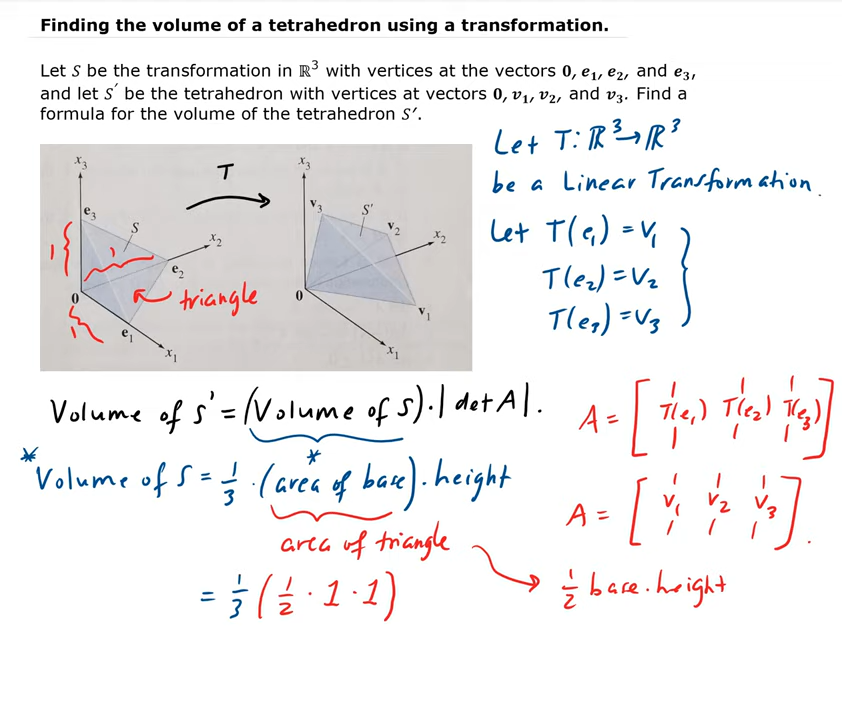 Finding the volume of a tetrahedron using a transformation.
Let S be the transformation in ℝ³ with vertices at the vectors 0, e₁, e₂, and e₃,
and let S′ be the tetrahedron with vertices at vectors 0, v₁, v₂, and v₃. Find a
formula for the volume of the tetrahedron S′.
Let T: ℝ³→ℝ³
be a Linear Transformation.
Let T(e₁) = V₁
T(e₂) = V₂
T(e₃) = V₃
x₃
e₃
S
x₂
e₂
0
e₁
x₁
1
1
1
triangle
T
x₃
v₃
S′
v₂
x₂
0
v₁
x₁
Volume of S' = (Volume of S) · | det A |.
A = [ T(e₁) T(e₂) T(e₃) ]
* *
Volume of S = 1/3 · (area of base) · height
A = [ V₁ V₂ V₃ ].
area of triangle
= 1/3 ( 1/2 · 1 · 1 )
1/2 base · height